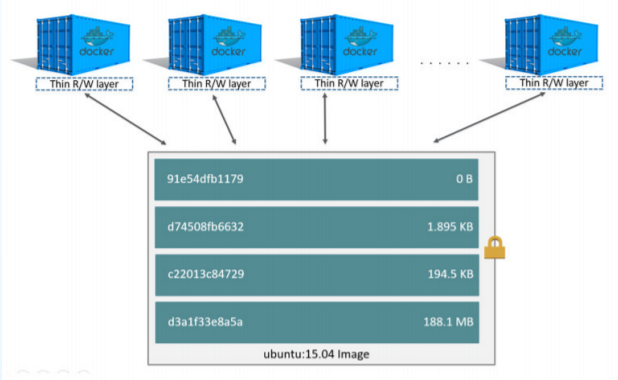 docker docker docker docker
Thin R/W layer Thin R/W layer Thin R/W layer . . . . . . Thin R/W layer
91e54dfb1179 0 B
d74508fb6632 1.895 KB
c22013c84729 194.5 KB
d3a1f33e8a5a 188.1 MB
ubuntu:15.04 Image